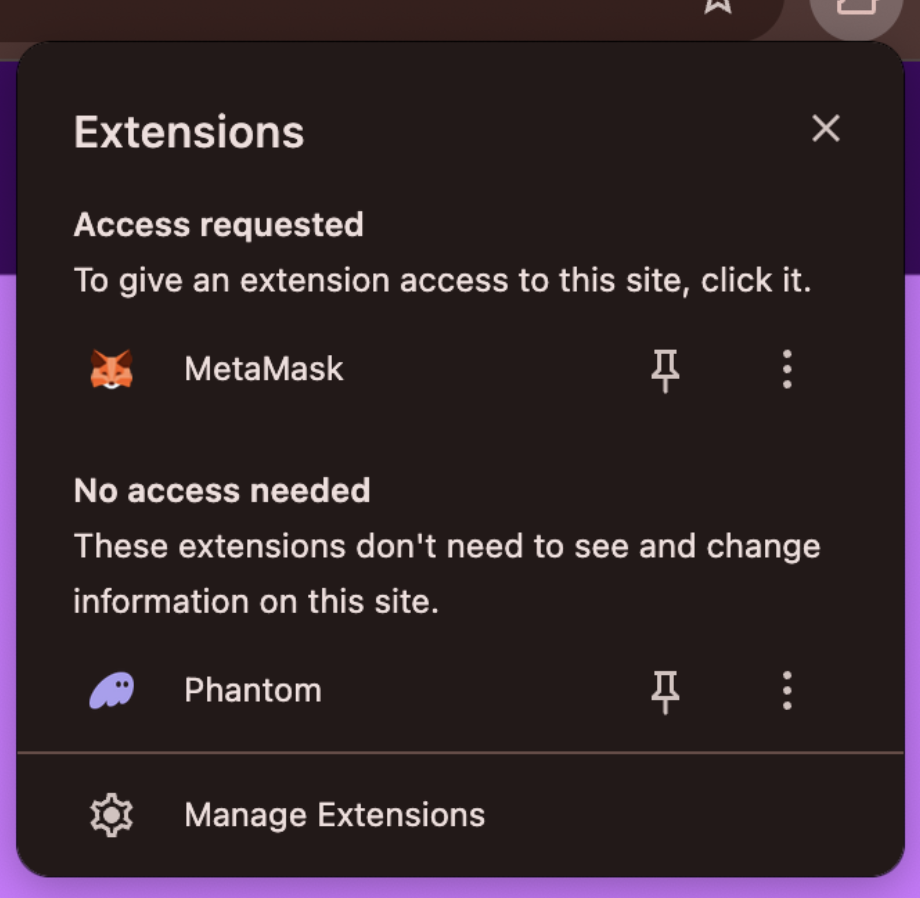 Extensions
Access requested
To give an extension access to this site, click it.
MetaMask
No access needed
These extensions don't need to see and change
information on this site.
Phantom
Manage Extensions